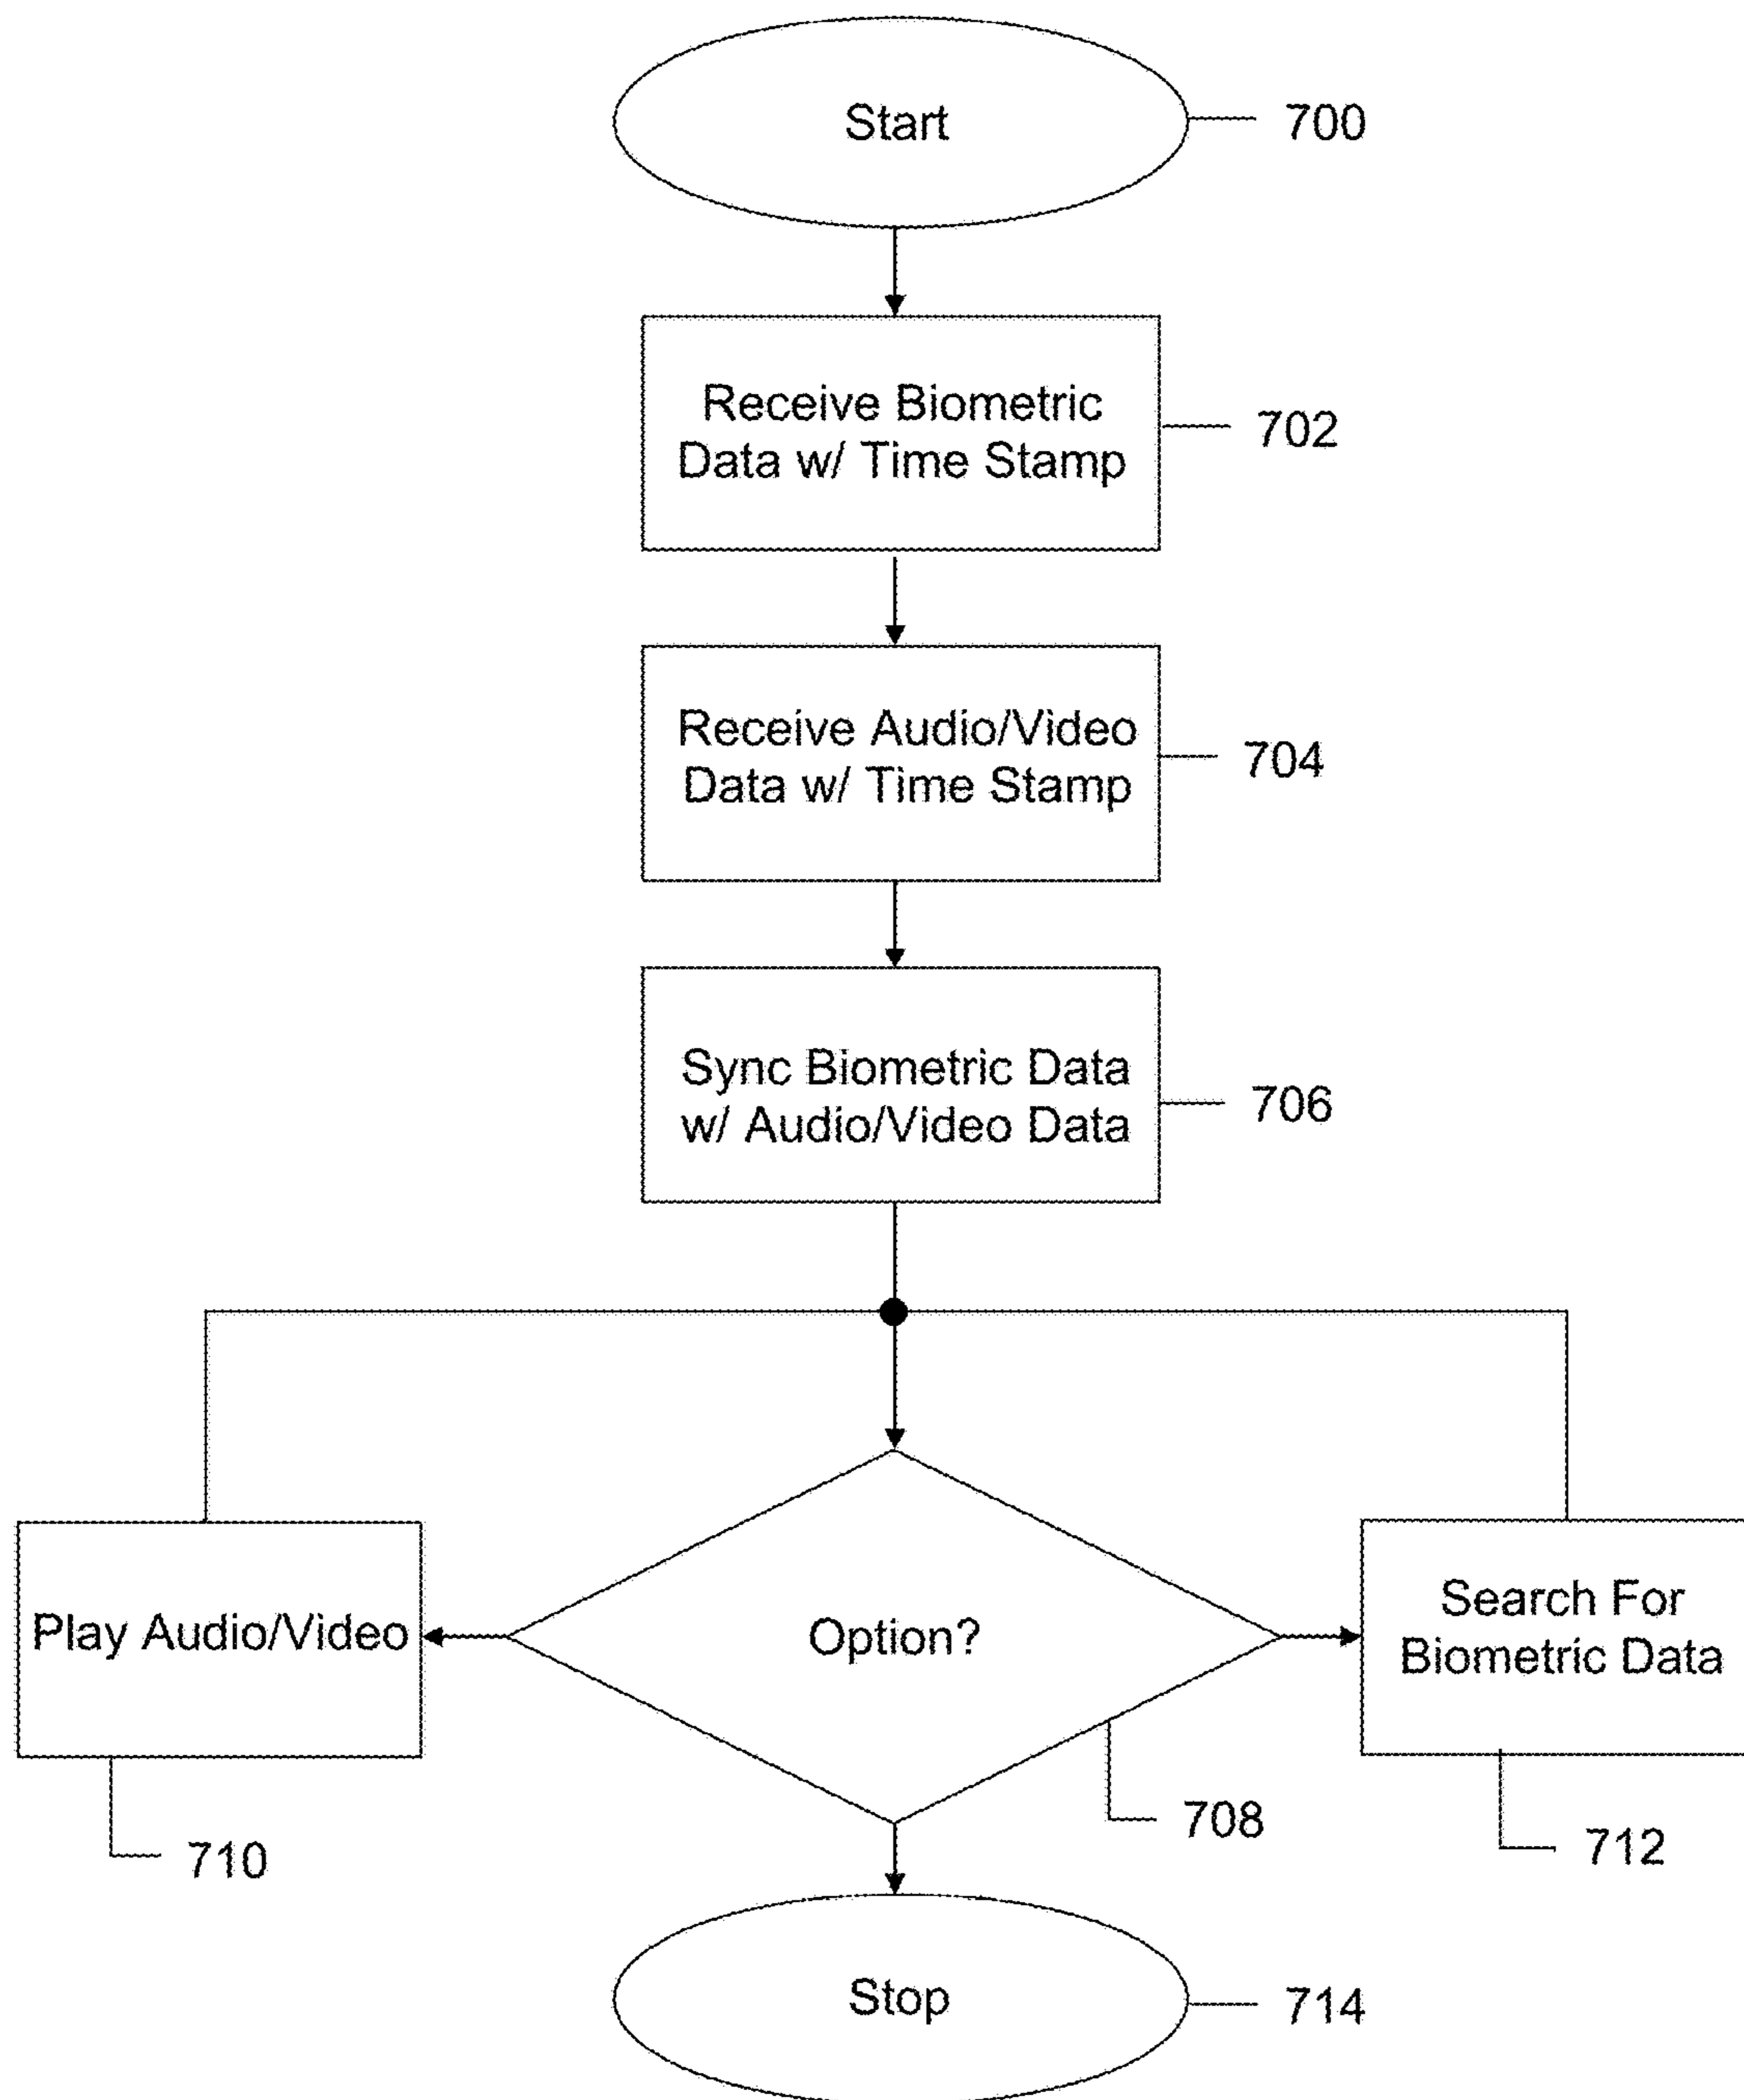 Start
700
Receive Biometric
Data w/ Time Stamp
702
Receive Audio/Video
Data w/ Time Stamp
704
Sync Biometric Data
w/ Audio/Video Data
706
Play Audio/Video
Option?
Search For
Biometric Data
710
708
712
Stop
714